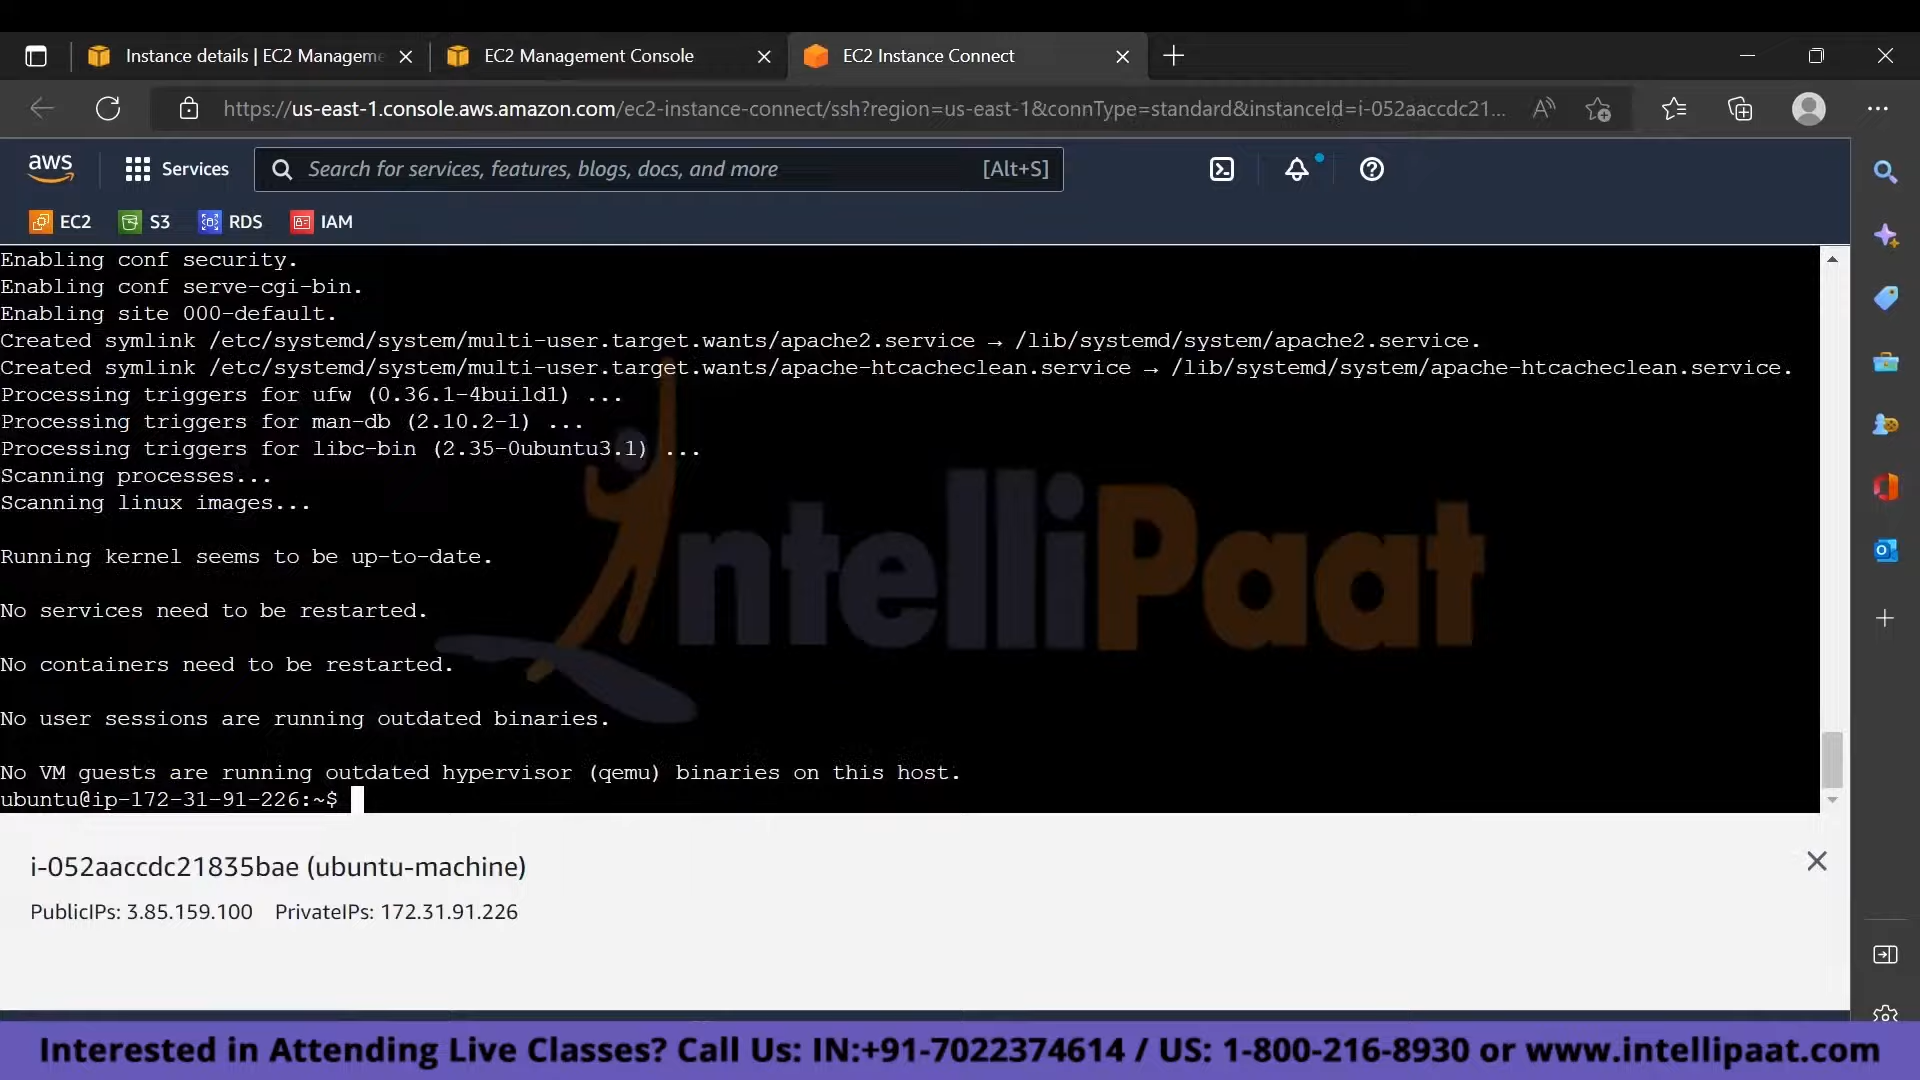 Instance details | EC2 Manageme
EC2 Management Console
EC2 Instance Connect
https://us-east-1.console.aws.amazon.com/ec2-instance-connect/ssh?region=us-east-1&connType=standard&instanceId=i-052aaccdc21...
aws
Services
Search for services, features, blogs, docs, and more
[Alt+S]
EC2
S3
RDS
IAM
Enabling conf security.
Enabling conf serve-cgi-bin.
Enabling site 000-default.
Created symlink /etc/systemd/system/multi-user.target.wants/apache2.service → /lib/systemd/system/apache2.service.
Created symlink /etc/systemd/system/multi-user.target.wants/apache-htcacheclean.service → /lib/systemd/system/apache-htcacheclean.service.
Processing triggers for ufw (0.36.1-4build1) ...
Processing triggers for man-db (2.10.2-1) ...
Processing triggers for libc-bin (2.35-0ubuntu3.1) ...
Scanning processes...
Scanning linux images...
Running kernel seems to be up-to-date.
No services need to be restarted.
No containers need to be restarted.
No user sessions are running outdated binaries.
No VM guests are running outdated hypervisor (qemu) binaries on this host.
ubuntu@ip-172-31-91-226:~$
IntelliPaat
i-052aaccdc21835bae (ubuntu-machine)
PublicIPs: 3.85.159.100 PrivateIPs: 172.31.91.226
Interested in Attending Live Classes? Call Us: IN:+91-7022374614 / US: 1-800-216-8930 or www.intellipaat.com